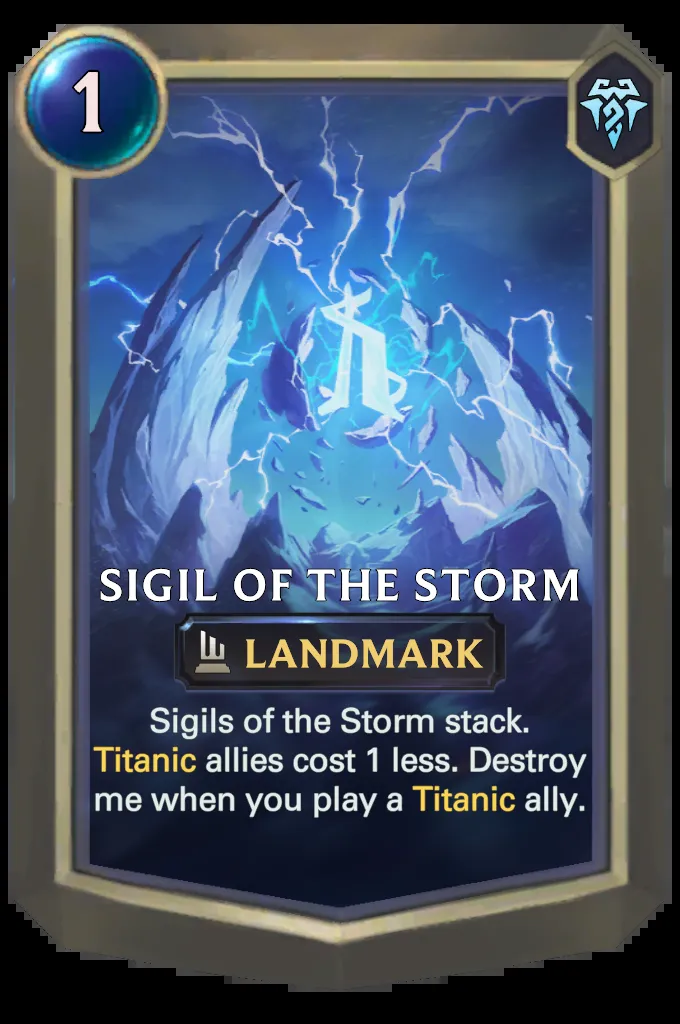 1
SIGIL OF THE STORM
LANDMARK
Sigils of the Storm stack.
Titanic allies cost 1 less. Destroy
me when you play a Titanic ally.